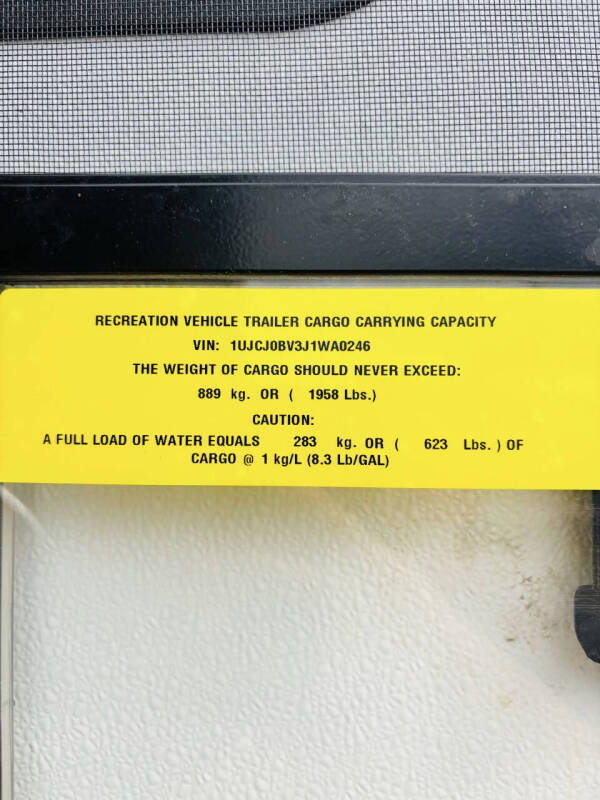 RECREATION VEHICLE TRAILER CARGO CARRYING CAPACITY
VIN: 1UJCJ0BV3J1WA0246
THE WEIGHT OF CARGO SHOULD NEVER EXCEED:
889 kg. OR ( 1958 Lbs.)
CAUTION:
A FULL LOAD OF WATER EQUALS 283 kg. OR ( 623 Lbs. ) OF
CARGO @ 1 kg/L (8.3 Lb/GAL)